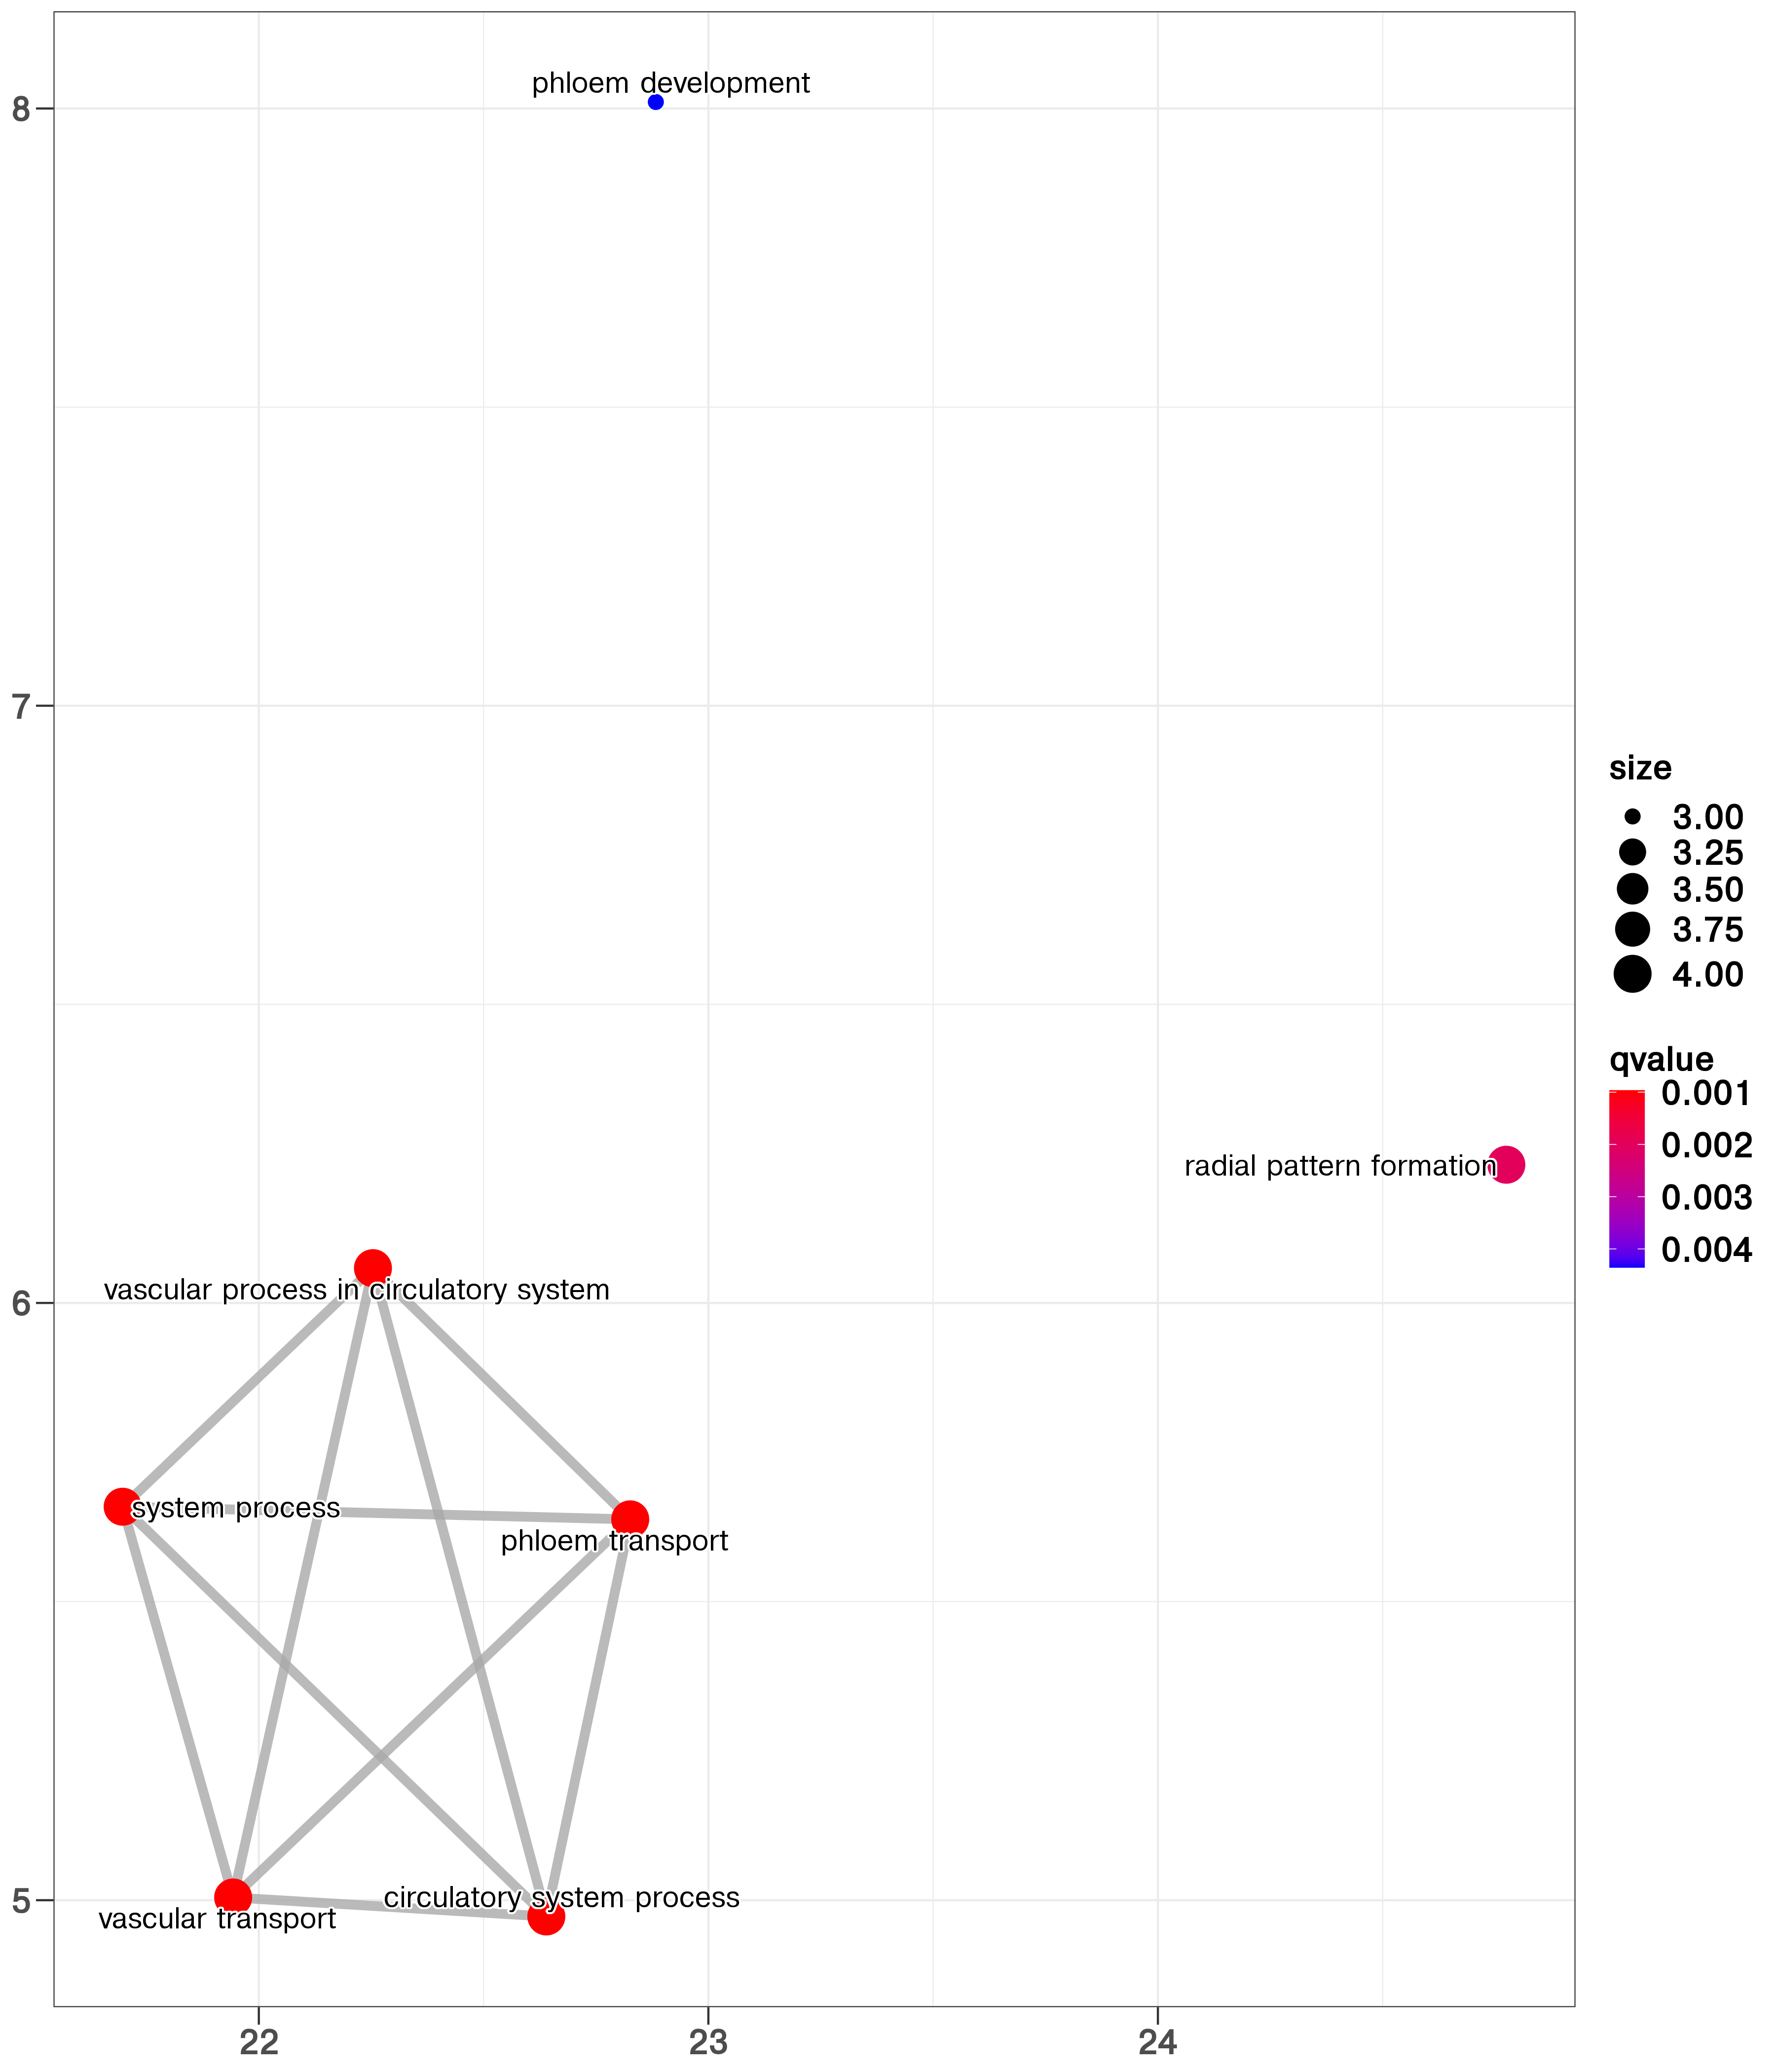 phloem development
8
7
size
3.00
3.25
3.50
3.75
4.00
qvalue
0.001
0.002
0.003
0.004
radial pattern formation
vascular process in circulatory system
6
system process
phloem transport
circulatory system process
5
vascular transport
22
23
24